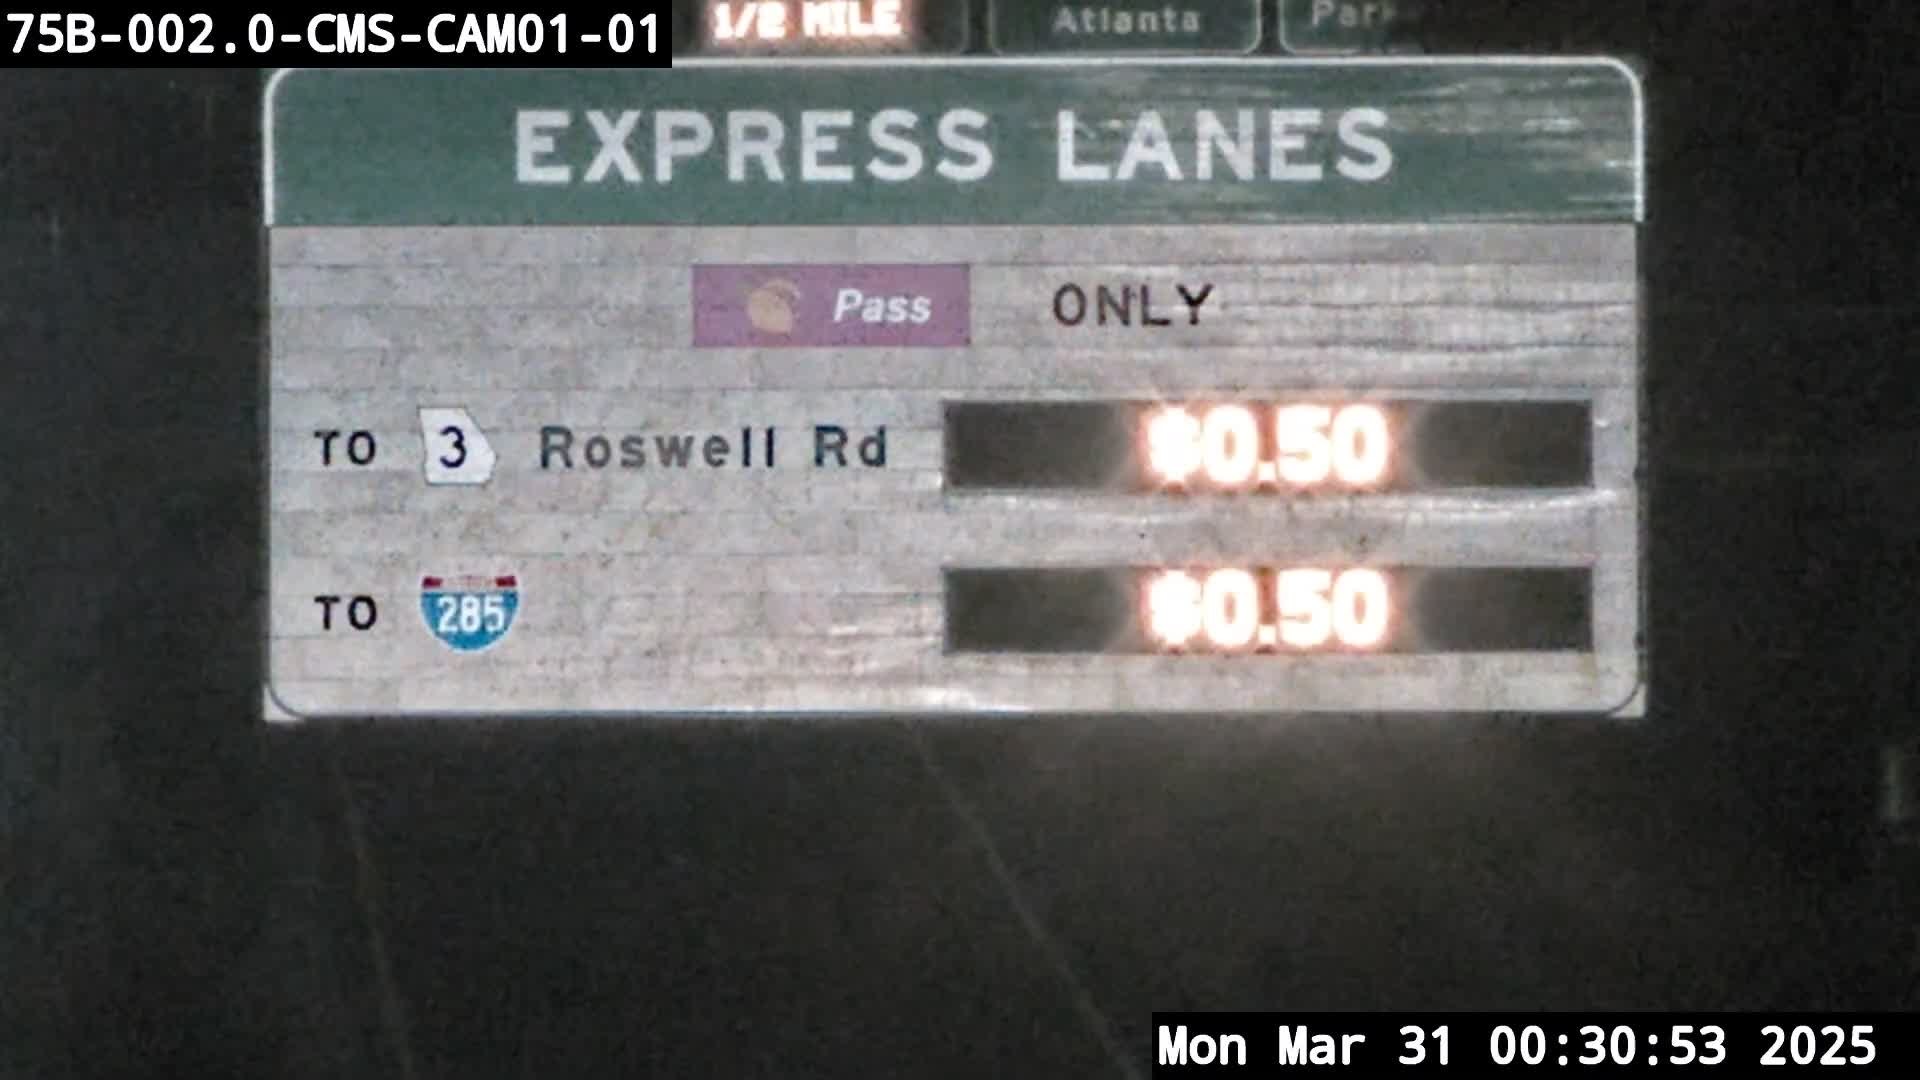 75B-002.0-CMS-CAM01-01
1/2 MILE
Atlanta
EXPRESS LANES
Pass ONLY
TO 3 Roswell Rd $0.50
TO 285 $0.50
Mon Mar 31 00:30:53 2025